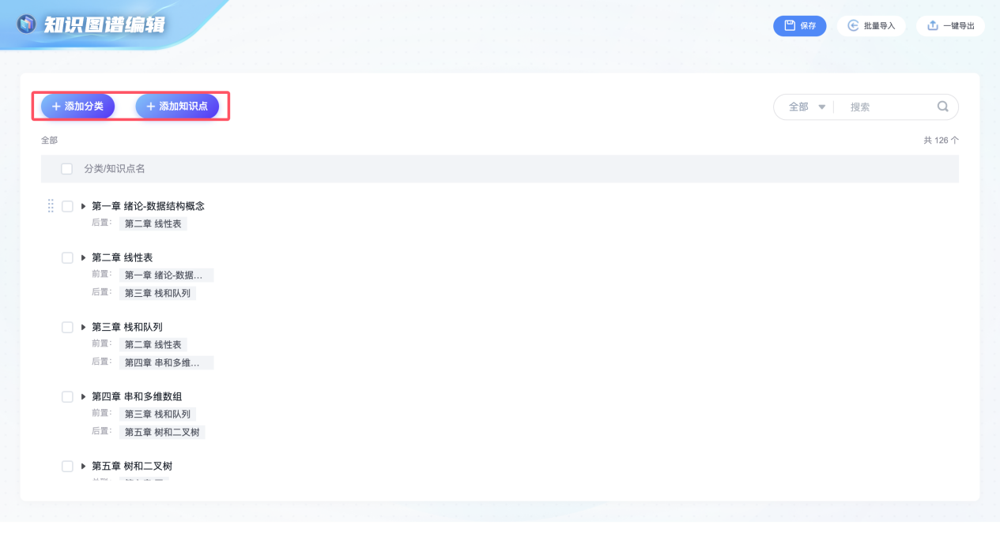 知识图谱编辑
保存
批量导入
一键导出
+ 添加分类
+ 添加知识点
全部
搜索
全部
共 126 个
分类/知识点名
第一章 绪论-数据结构概念
后置: 第二章 线性表
第二章 线性表
前置: 第一章 绪论-数据...
后置: 第三章 栈和队列
第三章 栈和队列
前置: 第二章 线性表
后置: 第四章 串和多维...
第四章 串和多维数组
前置: 第三章 栈和队列
后置: 第五章 树和二叉树
第五章 树和二叉树